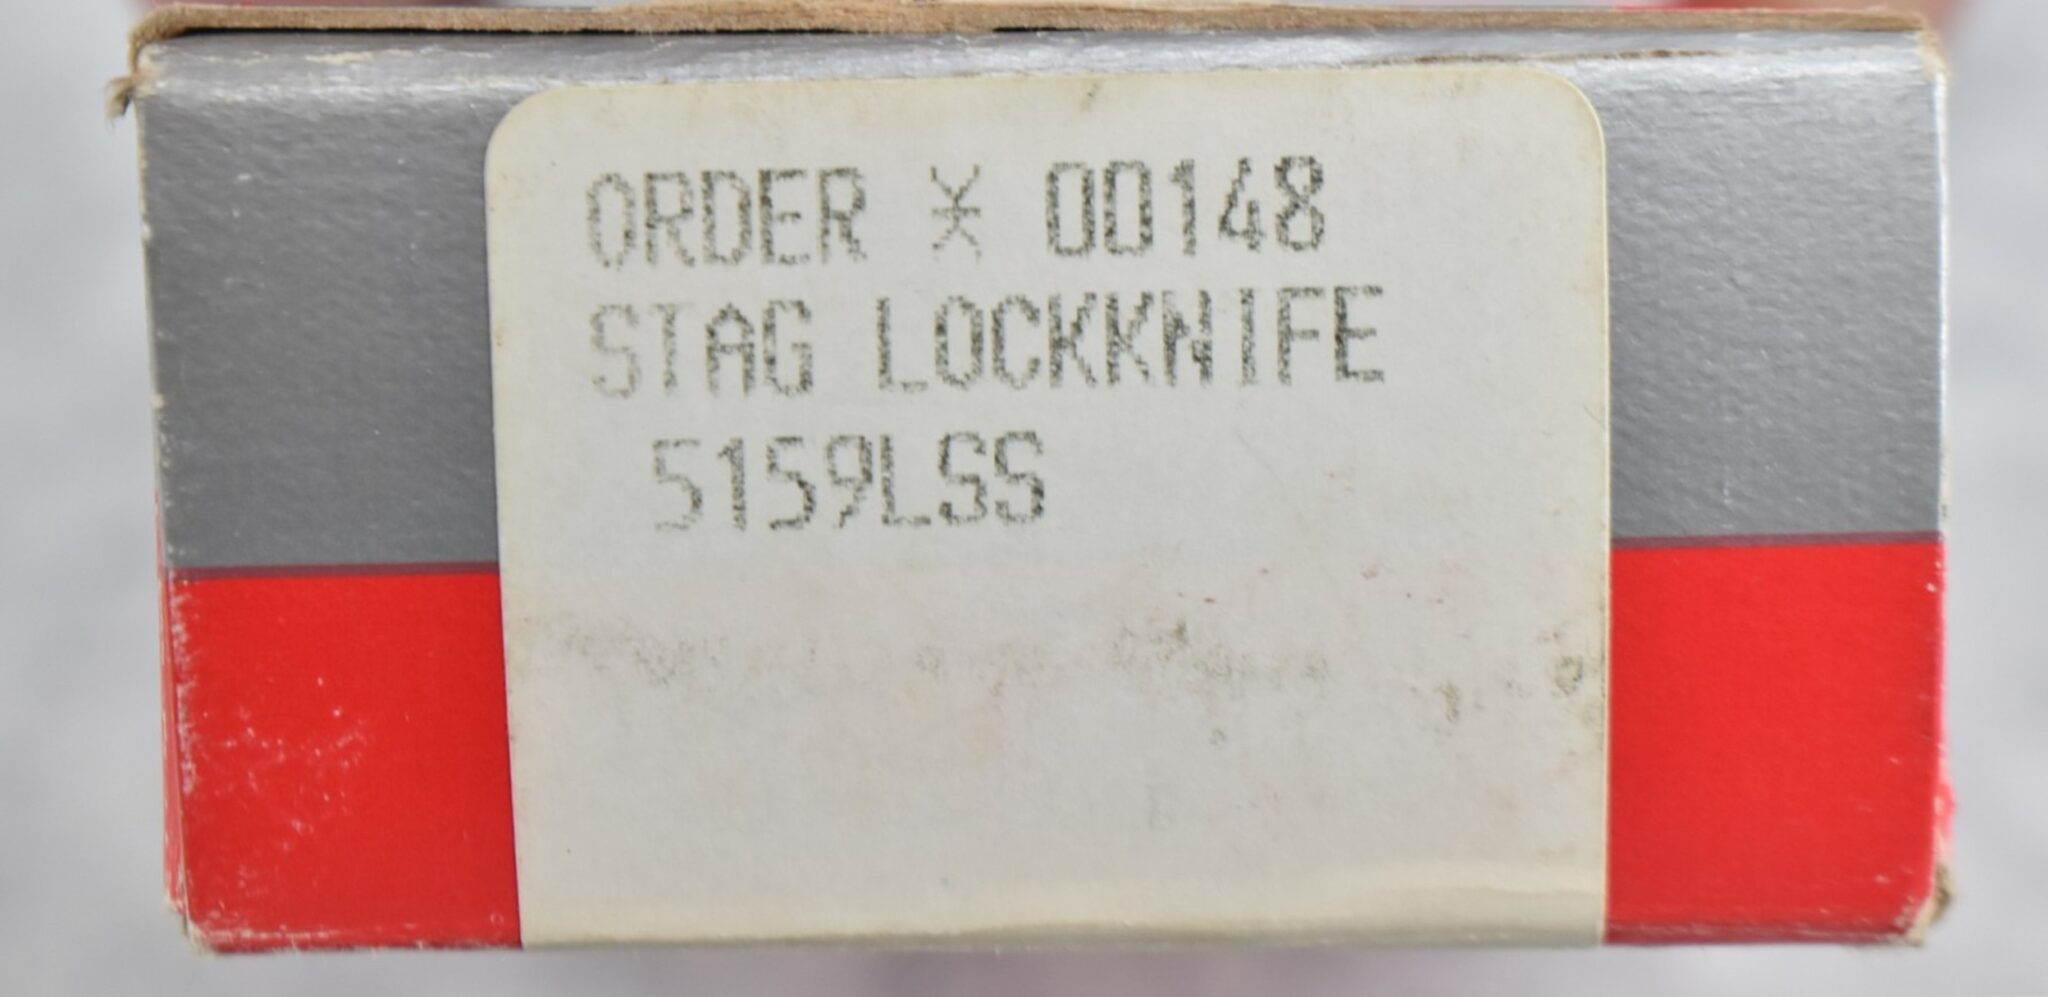 ORDER * 00148
STAG LOCKKNIFE
5159LSS